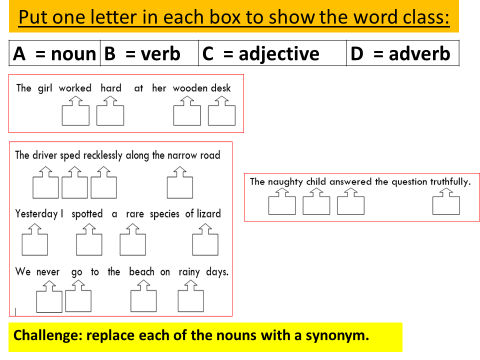 Put one letter in each box to show the word class:
A = noun B = verb C = adjective D = adverb
The girl worked hard at her wooden desk
The driver sped recklessly along the narrow road
Yesterday I spotted a rare species of lizard
We never go to the beach on rainy days.
The naughty child answered the question truthfully.
Challenge: replace each of the nouns with a synonym.